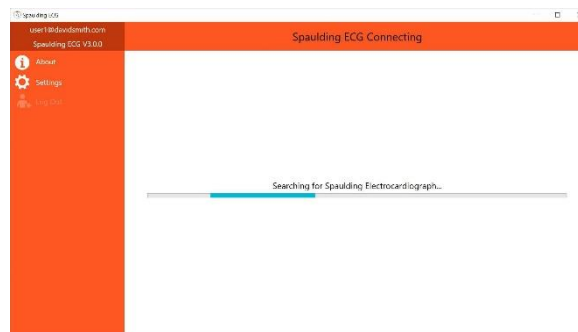 Spaulding ECG
user1@davidsmith.com
Spaulding ECG V3.0.0
Spaulding ECG Connecting
About
Settings
Log Out
Searching for Spaulding Electrocardiograph...